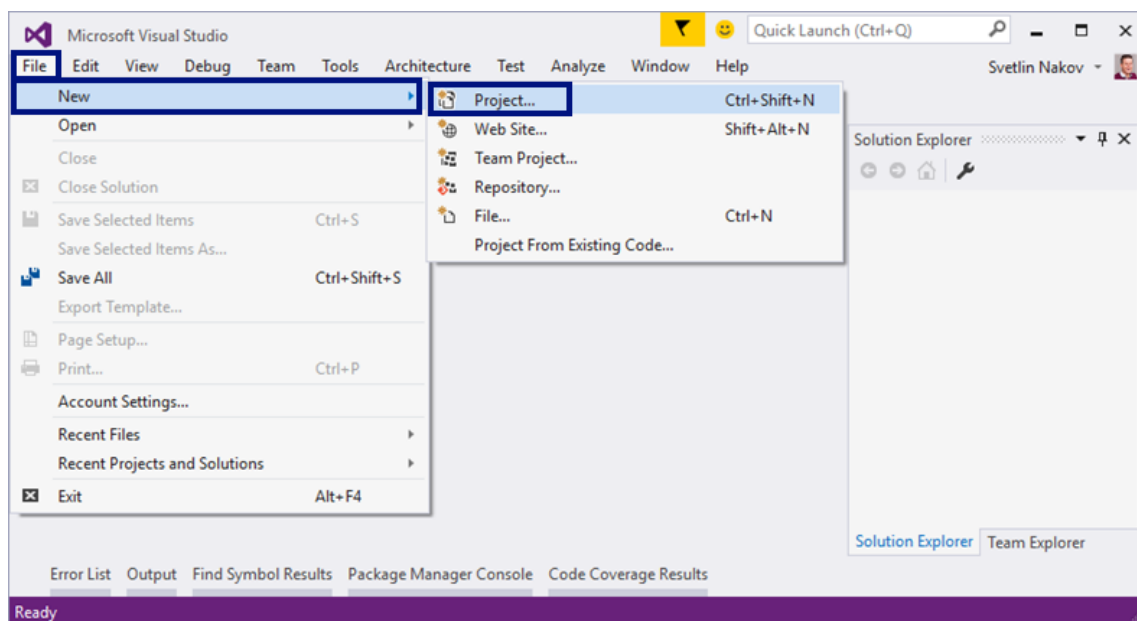 Microsoft Visual Studio
Quick Launch (Ctrl+Q)
File Edit View Debug Team Tools Architecture Test Analyze Window Help
Svetlin Nakov
New
Open
Close
Close Solution
Save Selected Items Ctrl+S
Save Selected Items As...
Save All Ctrl+Shift+S
Export Template...
Page Setup...
Print... Ctrl+P
Account Settings...
Recent Files
Recent Projects and Solutions
Exit Alt+F4
Project... Ctrl+Shift+N
Web Site... Shift+Alt+N
Team Project...
Repository...
File... Ctrl+N
Project From Existing Code...
Solution Explorer
Solution Explorer Team Explorer
Error List Output Find Symbol Results Package Manager Console Code Coverage Results
Ready